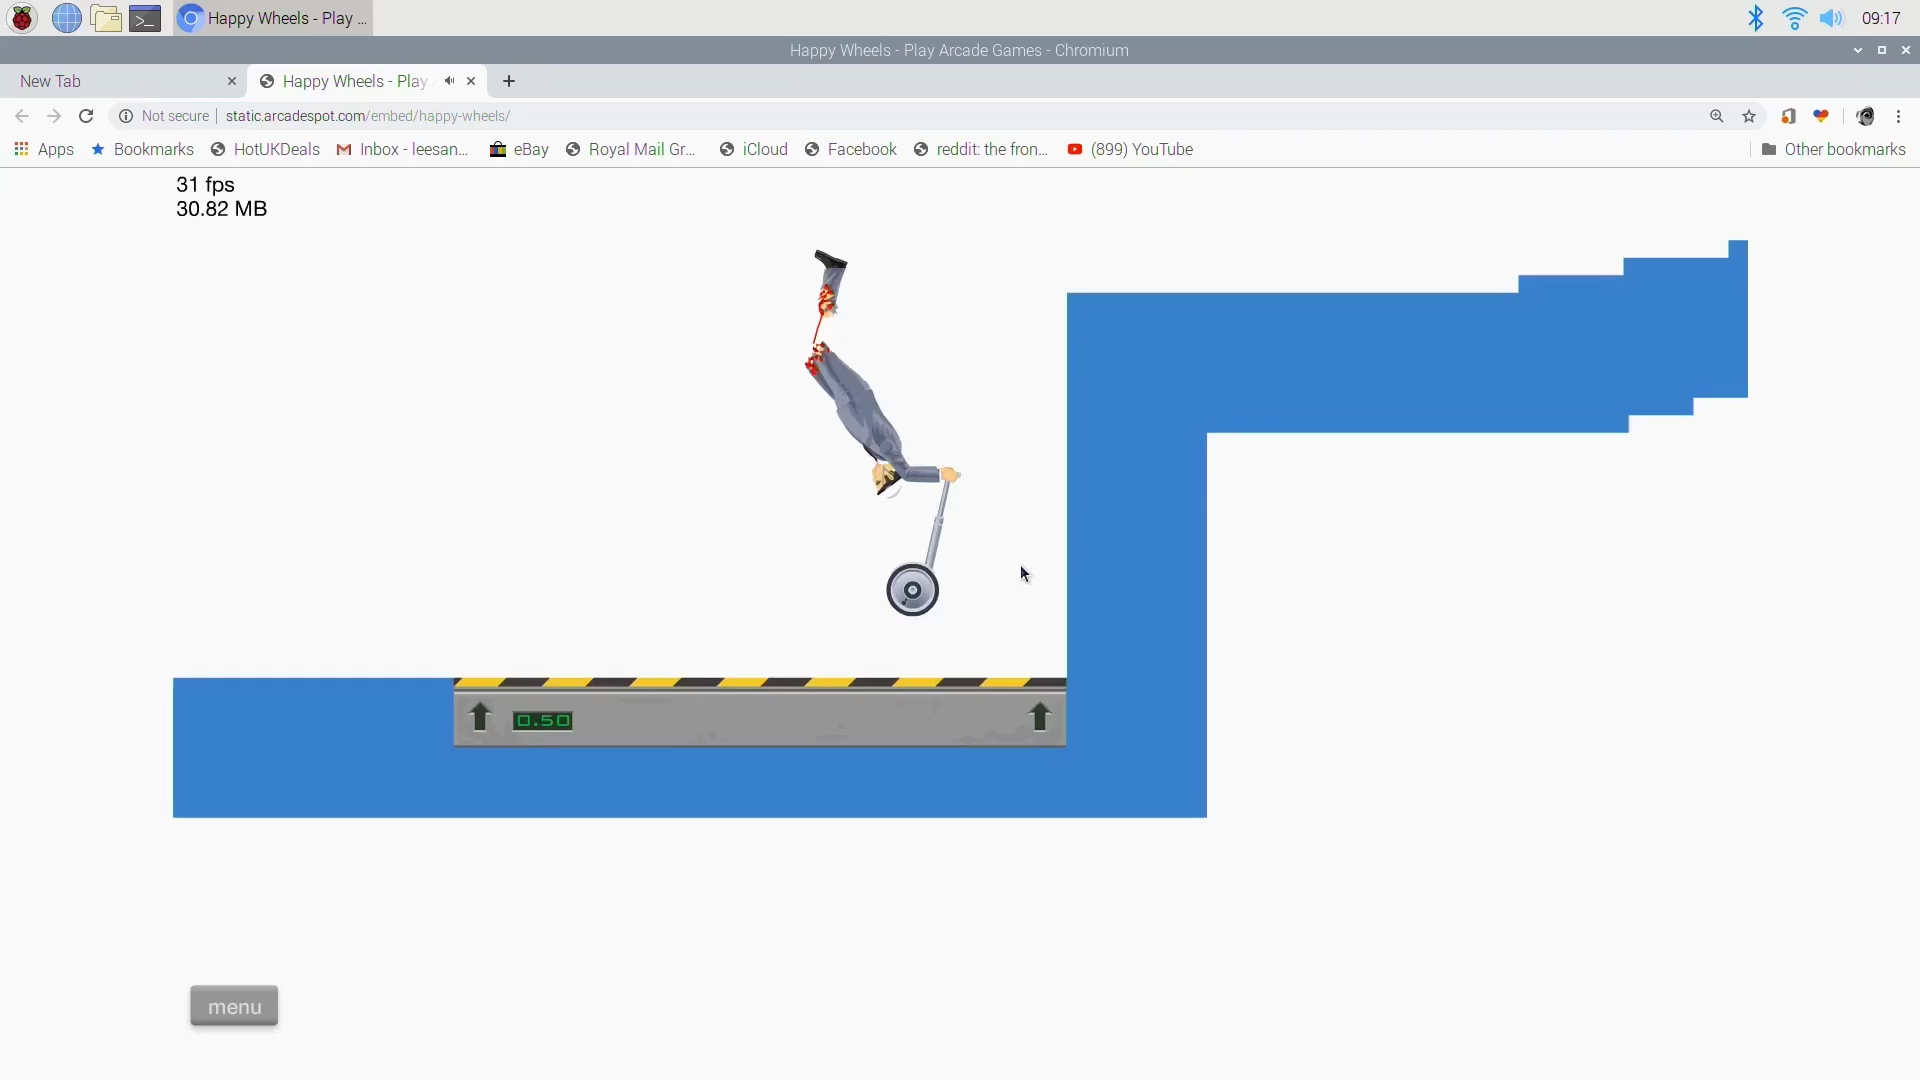 Happy Wheels - Play ...
09:17
Happy Wheels - Play Arcade Games - Chromium
New Tab
Happy Wheels - Play
Not secure static.arcadespot.com/embed/happy-wheels/
Apps Bookmarks HotUKDeals Inbox - leesan... eBay Royal Mail Gr... iCloud Facebook reddit: the fron... (899) YouTube Other bookmarks
31 fps
30.82 MB
0.50
menu